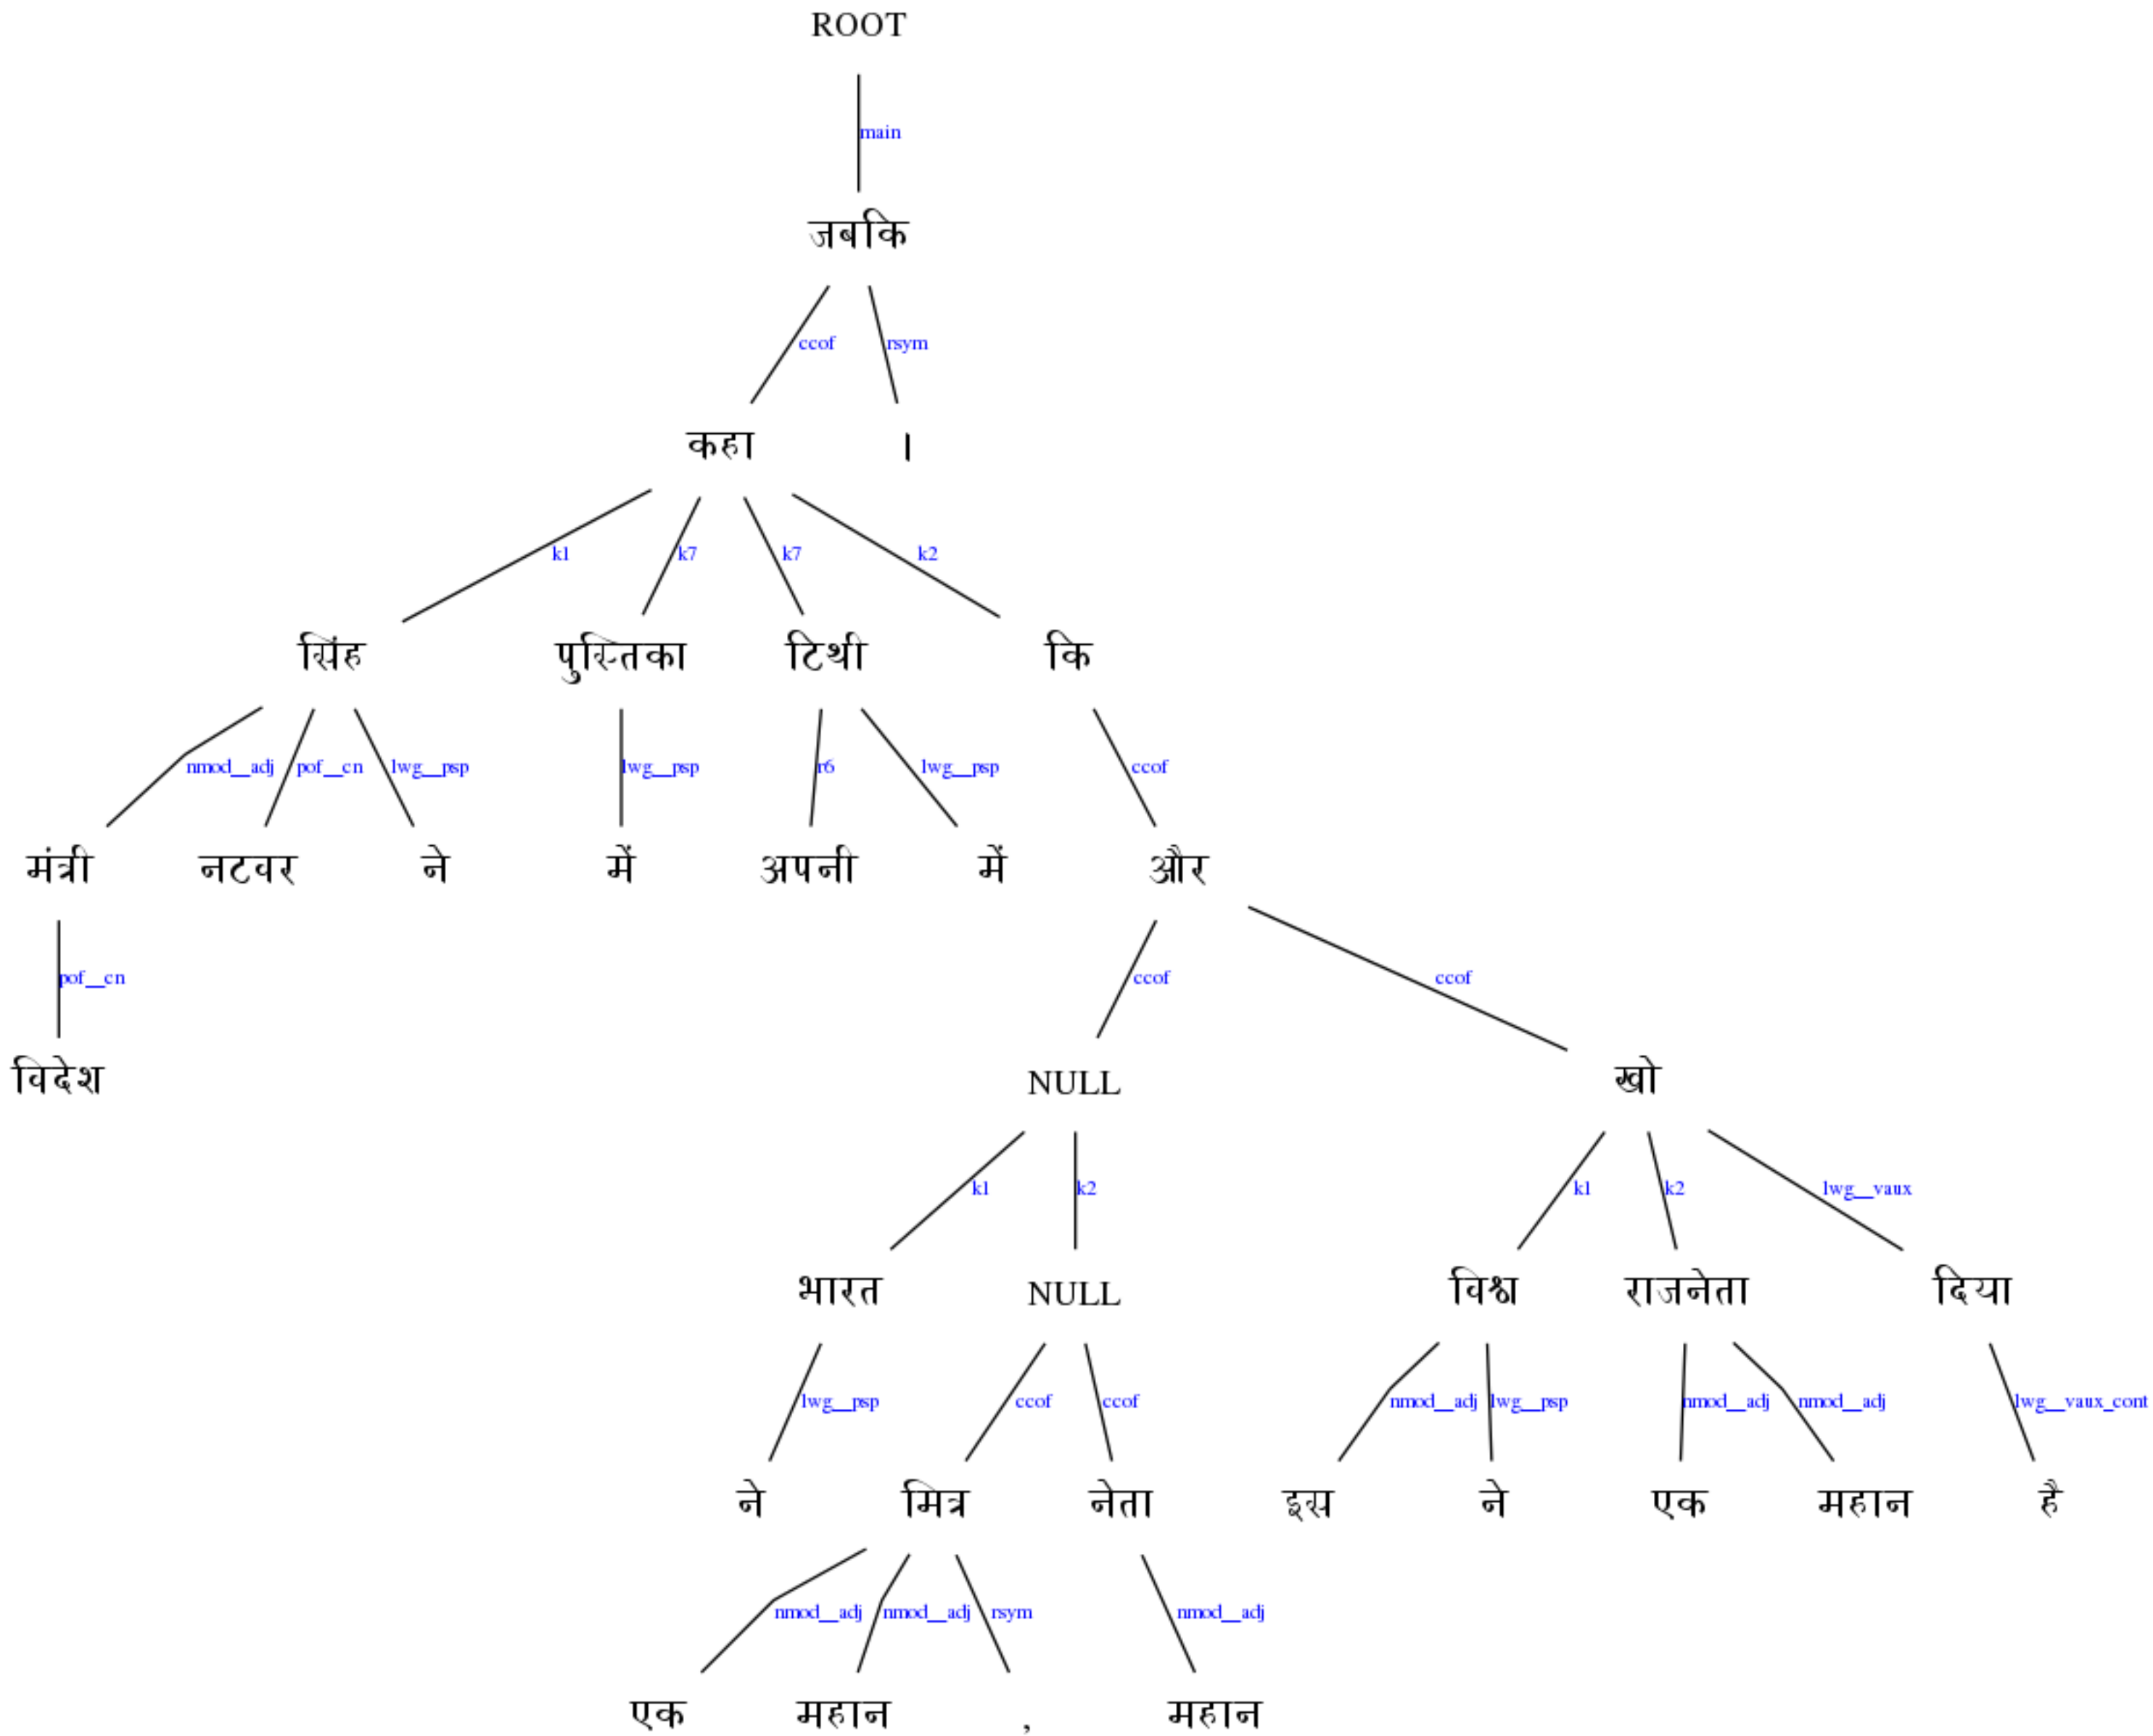 ROOT
main
जबकि
ccof rsym
कहा ।
k1 k7 k7 k2
सिंह पुस्तिका टिथी कि
nmod__adj pof__cn lwg__psp lwg__psp r6 lwg__psp ccof
मंत्री नटवर ने में अपनी में और
pof__cn ccof ccof
विदेश NULL खो
k1 k2 k1 k2 lwg__vaux
भारत NULL विश्व राजनेता दिया
lwg__psp ccof ccof nmod__adj lwg__psp nmod__adj nmod__adj lwg__vaux_cont
ने मित्र नेता इस ने एक महान है
nmod__adj nmod__adj rsym nmod__adj
एक महान , महान